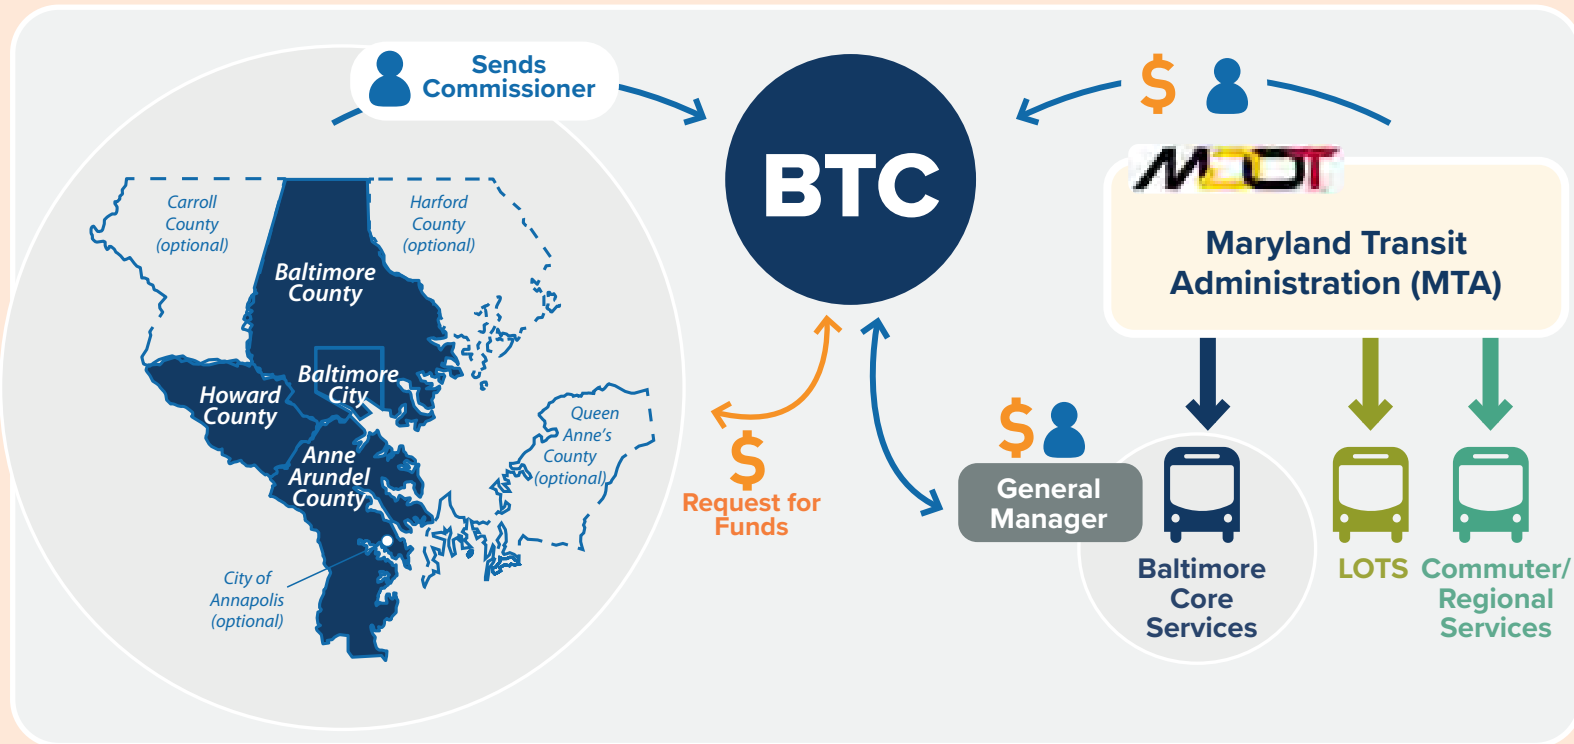 Sends
Commissioner
BTC
$
MDOT
Maryland Transit
Administration (MTA)
Carroll
County
(optional)
Harford
County
(optional)
Baltimore
County
Baltimore
City
Howard
County
Anne
Arundel
County
Queen
Anne's
County
(optional)
City of
Annapolis
(optional)
$
Request for
Funds
$
General
Manager
Baltimore
Core
Services
LOTS
Commuter/
Regional
Services